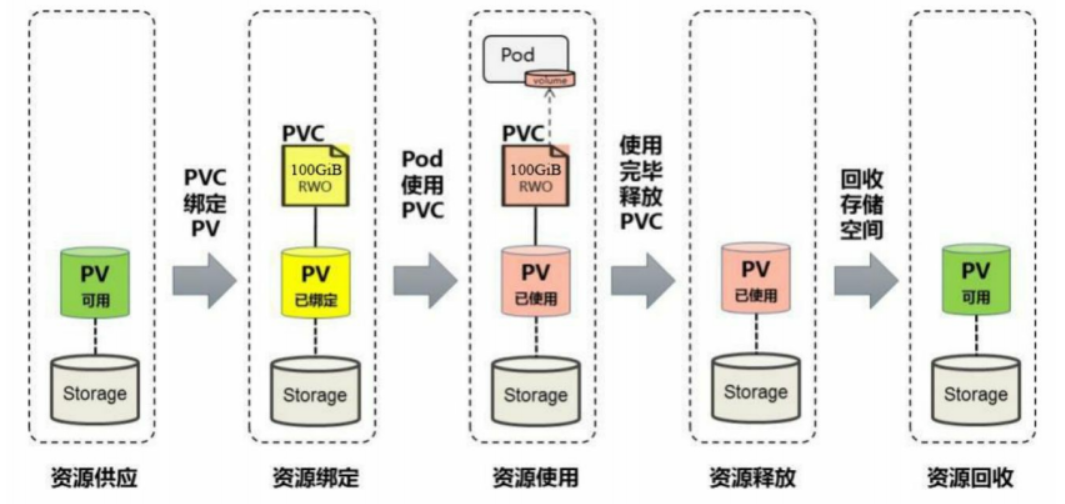 PV
可用
Storage
资源供应
PVC
绑定
PV
PVC
100GiB
RWO
PV
已绑定
Storage
资源绑定
Pod
使用
PVC
Pod
volume
PVC
100GiB
RWO
PV
已使用
Storage
资源使用
使用
完毕
释放
PVC
PV
已使用
Storage
资源释放
回收
存储
空间
PV
可用
Storage
资源回收